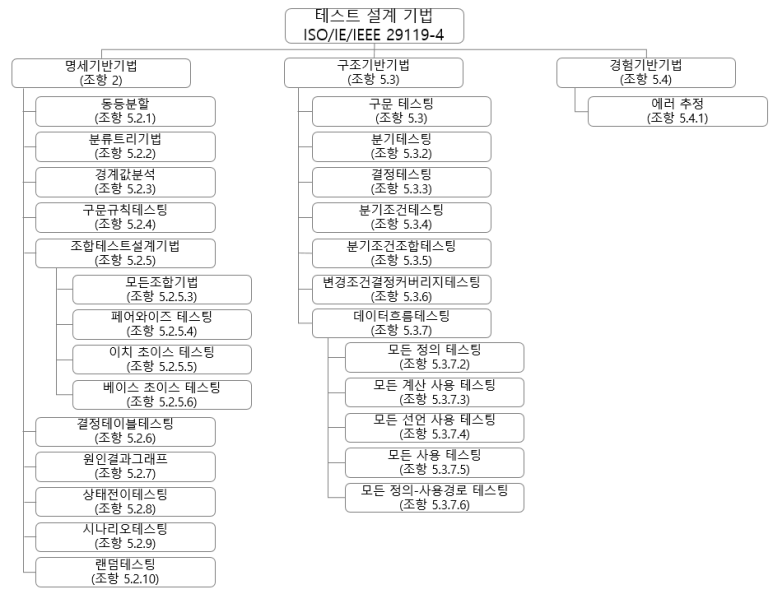 테스트 설계 기법
ISO/IE/IEEE 29119-4
명세기반기법
(조항 2)
동등분할
(조항 5.2.1)
분류트리기법
(조항 5.2.2)
경계값분석
(조항 5.2.3)
구문규칙테스팅
(조항 5.2.4)
조합테스트설계기법
(조항 5.2.5)
모든조합기법
(조항 5.2.5.3)
페어와이즈 테스팅
(조항 5.2.5.4)
이치 초이스 테스팅
(조항 5.2.5.5)
베이스 초이스 테스팅
(조항 5.2.5.6)
결정테이블테스팅
(조항 5.2.6)
원인결과그래프
(조항 5.2.7)
상태전이테스팅
(조항 5.2.8)
시나리오테스팅
(조항 5.2.9)
랜덤테스팅
(조항 5.2.10)
구조기반기법
(조항 5.3)
구문 테스팅
(조항 5.3)
분기테스팅
(조항 5.3.2)
결정테스팅
(조항 5.3.3)
분기조건테스팅
(조항 5.3.4)
분기조건조합테스팅
(조항 5.3.5)
변경조건결정커버리지테스팅
(조항 5.3.6)
데이터흐름테스팅
(조항 5.3.7)
모든 정의 테스팅
(조항 5.3.7.2)
모든 계산 사용 테스팅
(조항 5.3.7.3)
모든 선언 사용 테스팅
(조항 5.3.7.4)
모든 사용 테스팅
(조항 5.3.7.5)
모든 정의-사용경로 테스팅
(조항 5.3.7.6)
경험기반기법
(조항 5.4)
에러 추정
(조항 5.4.1)